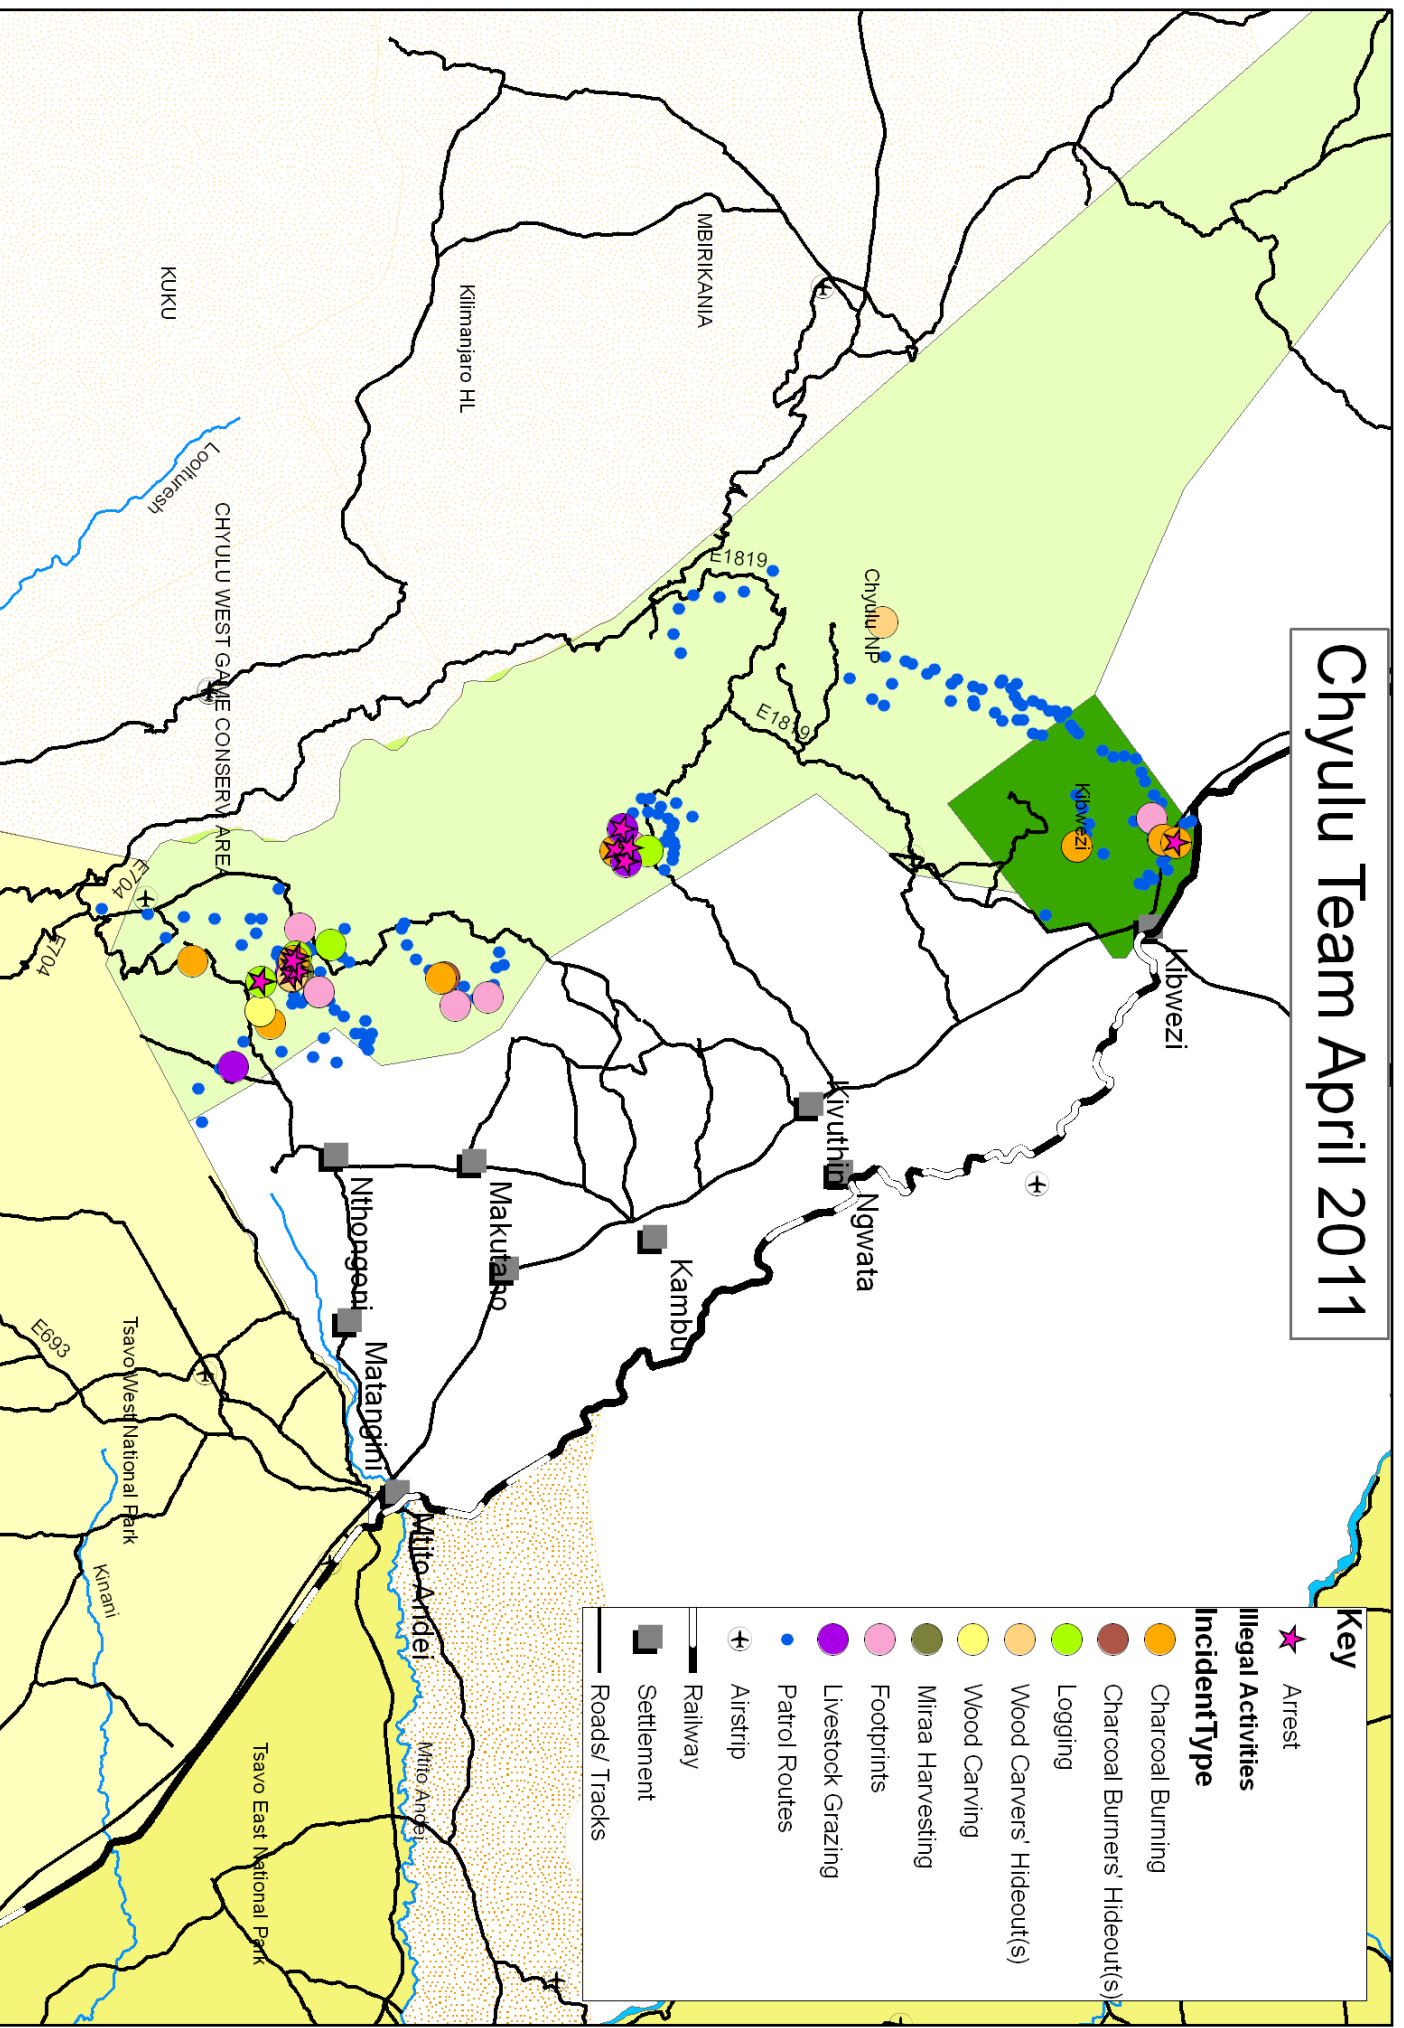 Chyulu Team April 2011
Key
Arrest
Illegal Activities
IncidentType
Charcoal Burning
Charcoal Burners' Hideout(s)
Logging
Wood Carvers' Hideout(s)
Wood Carving
Miraa Harvesting
Footprints
Livestock Grazing
Patrol Routes
Airstrip
Railway
Settlement
Roads/ Tracks
Kibwezi
Kibwezi
Chyulu NP
E1819
E1819
MBIRIKANIA
Kilimanjaro HL
KUKU
Loolturesh
CHYULU WEST GAME CONSERV AREA
E704
E704
Kivuthini
Ngwata
Kambu
Makutano
Nthongoni
Matangini
Mtito Andei
Mtito Andei
E693
Tsavo West National Park
Kinani
Tsavo East National Park